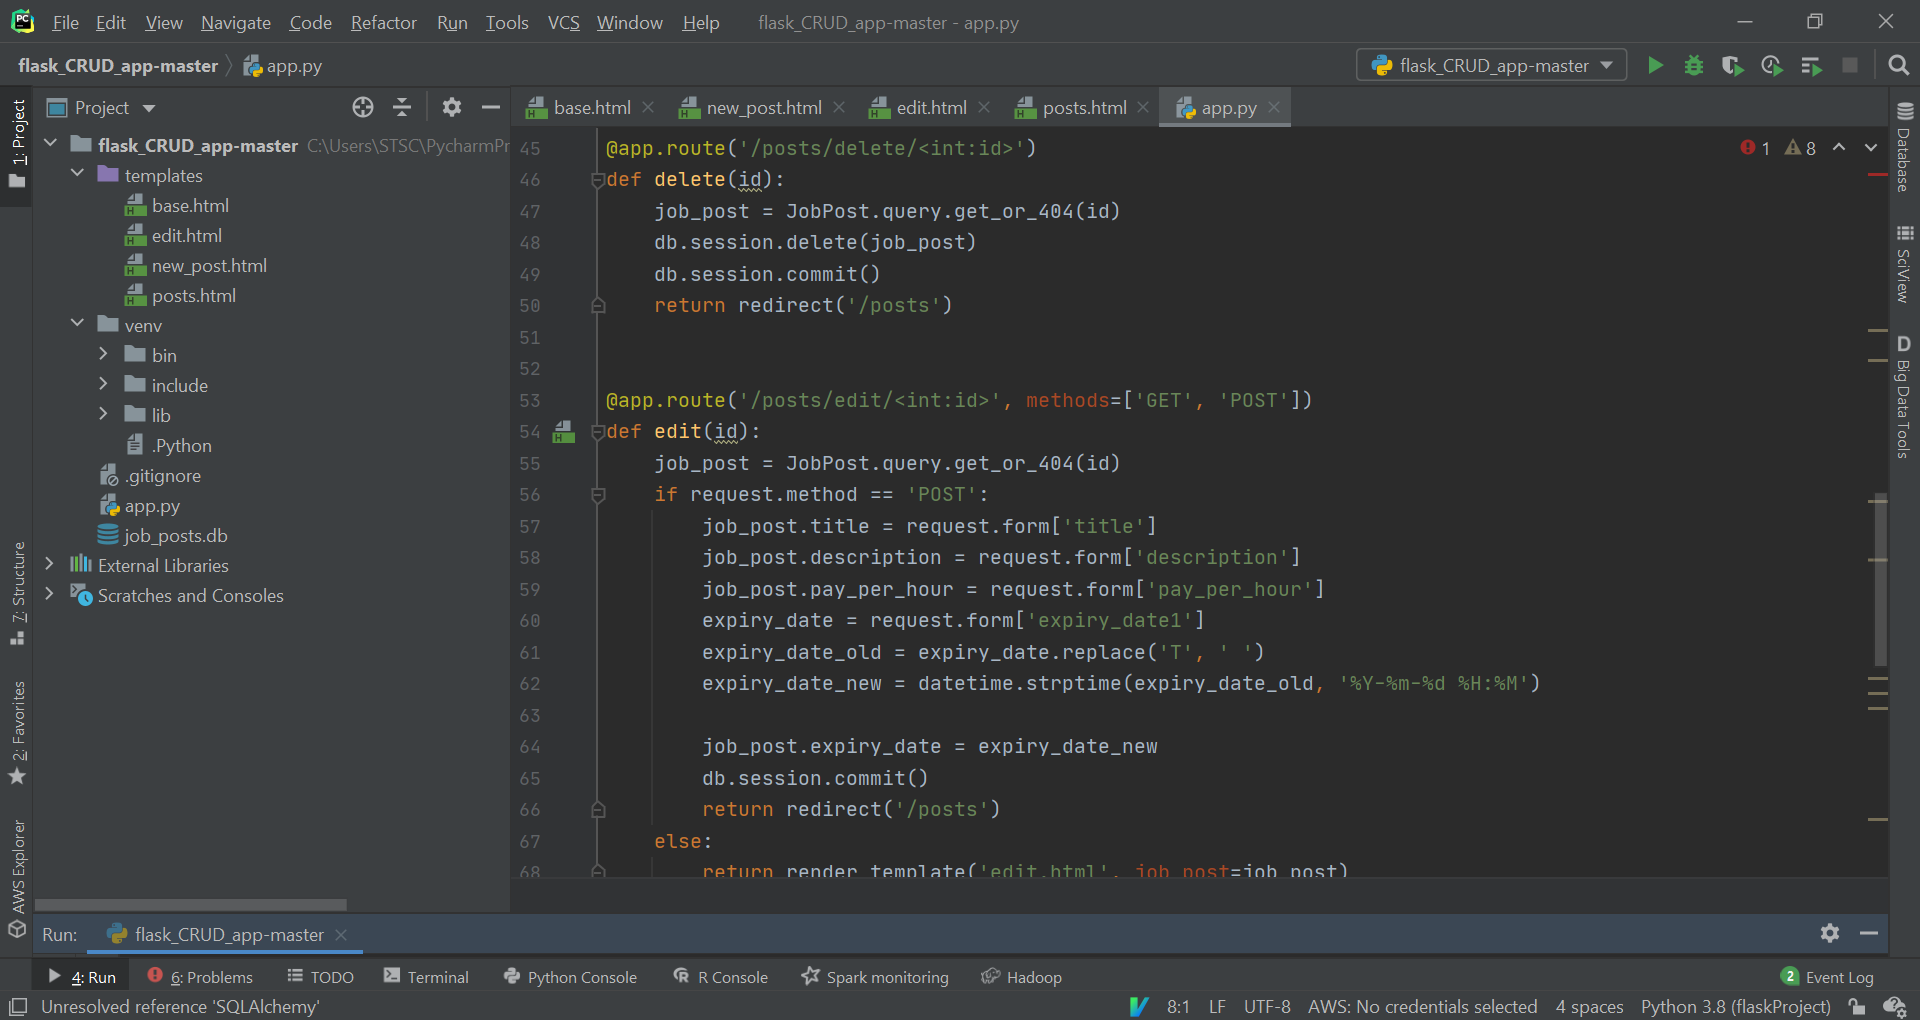 File Edit View Navigate Code Refactor Run Tools VCS Window Help flask_CRUD_app-master - app.py
flask_CRUD_app-master app.py flask_CRUD_app-master
1: Project
7: Structure
2: Favorites
AWS Explorer
Project
flask_CRUD_app-master C:\Users\STSC\PycharmPr
templates
base.html
edit.html
new_post.html
posts.html
venv
bin
include
lib
.Python
.gitignore
app.py
job_posts.db
External Libraries
Scratches and Consoles
base.html new_post.html edit.html posts.html app.py
1 8
45 @app.route('/posts/delete/<int:id>')
46 def delete(id):
47 job_post = JobPost.query.get_or_404(id)
48 db.session.delete(job_post)
49 db.session.commit()
50 return redirect('/posts')
51
52
53 @app.route('/posts/edit/<int:id>', methods=['GET', 'POST'])
54 def edit(id):
55 job_post = JobPost.query.get_or_404(id)
56 if request.method == 'POST':
57 job_post.title = request.form['title']
58 job_post.description = request.form['description']
59 job_post.pay_per_hour = request.form['pay_per_hour']
60 expiry_date = request.form['expiry_date1']
61 expiry_date_old = expiry_date.replace('T', ' ')
62 expiry_date_new = datetime.strptime(expiry_date_old, '%Y-%m-%d %H:%M')
63
64 job_post.expiry_date = expiry_date_new
65 db.session.commit()
66 return redirect('/posts')
67 else:
68 return render_template('edit.html', job_post=job_post)
Database
SciView
D Big Data Tools
Run: flask_CRUD_app-master
4: Run 6: Problems TODO Terminal Python Console R Console Spark monitoring Hadoop 2 Event Log
Unresolved reference 'SQLAlchemy' 8:1 LF UTF-8 AWS: No credentials selected 4 spaces Python 3.8 (flaskProject)